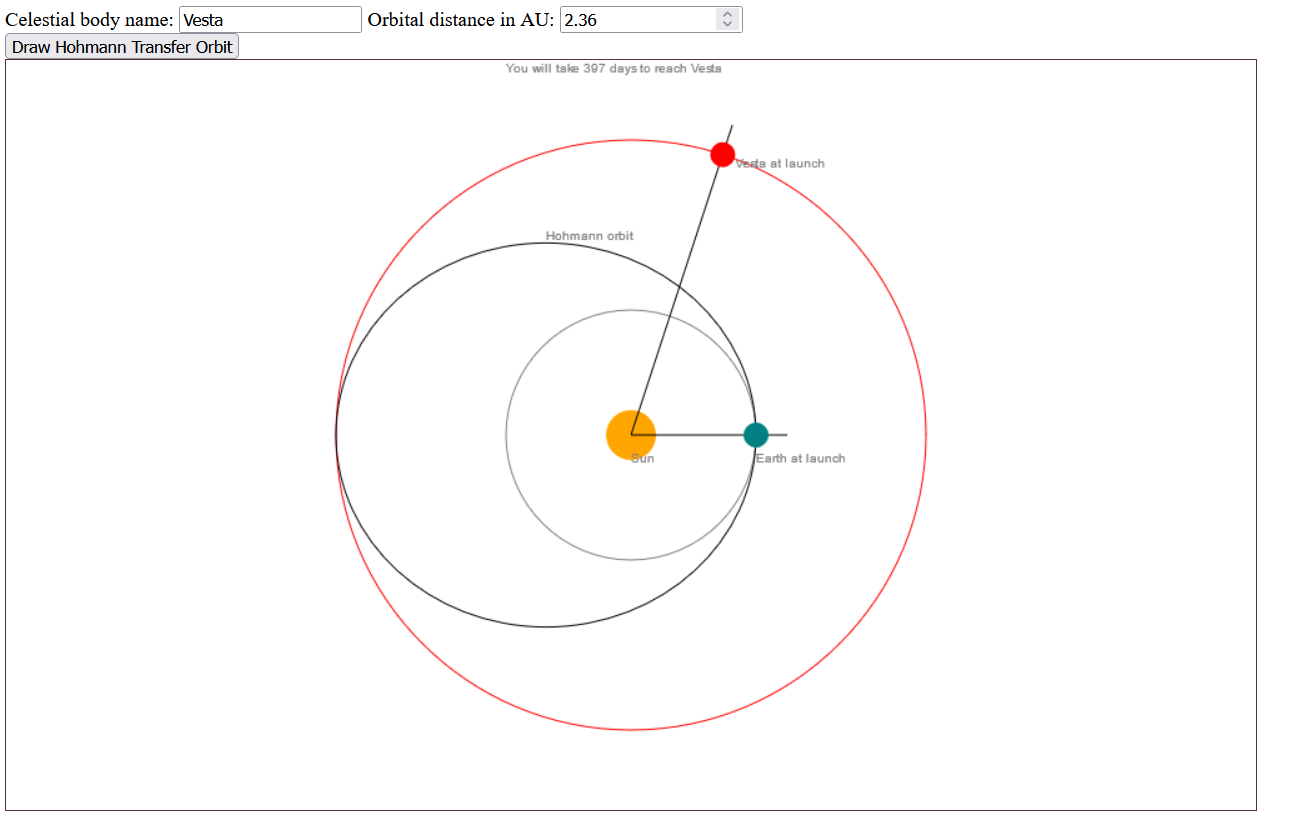 Celestial body name: Vesta Orbital distance in AU: 2.36
Draw Hohmann Transfer Orbit
You will take 397 days to reach Vesta
Vesta at launch
Hohmann orbit
Sun
Earth at launch